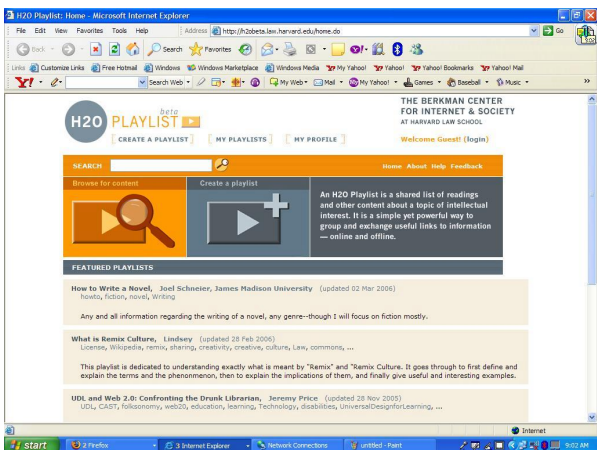 H2O Playlist: Home - Microsoft Internet Explorer
File Edit View Favorites Tools Help Address http://h2obeta.law.harvard.edu/home.do Go
Back Search Favorites
Links Customize Links Free Hotmail Windows Windows Marketplace Windows Media My Yahoo! Yahoo! Yahoo! Bookmarks Yahoo! Mail
Y! Search Web My Web Mail My Yahoo! Games Baseball Music
THE BERKMAN CENTER
FOR INTERNET & SOCIETY
AT HARVARD LAW SCHOOL
H2O beta
PLAYLIST
[ CREATE A PLAYLIST ] [ MY PLAYLISTS ] [ MY PROFILE ] Welcome Guest! (login)
SEARCH Home About Help Feedback
Browse for content Create a playlist
An H2O Playlist is a shared list of readings
and other content about a topic of intellectual
interest. It is a simple yet powerful way to
group and exchange useful links to information
— online and offline.
FEATURED PLAYLISTS
How to Write a Novel, Joel Schneier, James Madison University (updated 02 Mar 2006)
howto, fiction, novel, Writing
Any and all information regarding the writing of a novel, any genre--though I will focus on fiction mostly.
What is Remix Culture, Lindsey (updated 28 Feb 2006)
License, Wikipedia, remix, sharing, creativity, creative, culture, Law, commons, ...
This playlist is dedicated to understanding exactly what is meant by "Remix" and "Remix Culture. It goes through to first define and
explain the terms and the phenonmenon, then to explain the implications of them, and finally give useful and interesting examples.
UDL and Web 2.0: Confronting the Drunk Librarian, Jeremy Price (updated 28 Nov 2005)
UDL, CAST, folksonomy, web20, education, learning, Technology, disabilities, UniversalDesignforLearning, ...
Internet
start 2 Firefox 3 Internet Explorer Network Connections untitled - Paint 9:02 AM